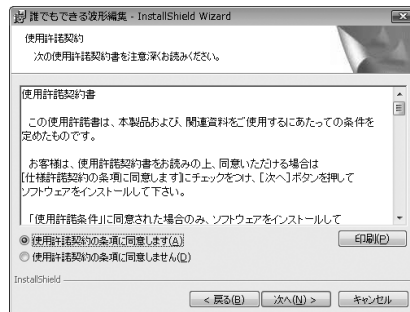 誰でもできる波形編集 - InstallShield Wizard
使用許諾契約
次の使用許諾契約書を注意深くお読みください。
使用許諾契約書
この使用許諾書は、本製品および、関連資料をご使用するにあたっての条件を
定めたものです。
お客様は、使用許諾契約書をお読みの上、同意いただける場合は
[仕様許諾契約の条項に同意します]にチェックをつけ、[次へ]ボタンを押して
ソフトウェアをインストールして下さい。
「使用許諾条件」に同意された場合のみ、ソフトウェアをインストールして
使用許諾契約の条項に同意します(A)
印刷(P)
使用許諾契約の条項に同意しません(D)
InstallShield
< 戻る(B)
次へ(N) >
キャンセル